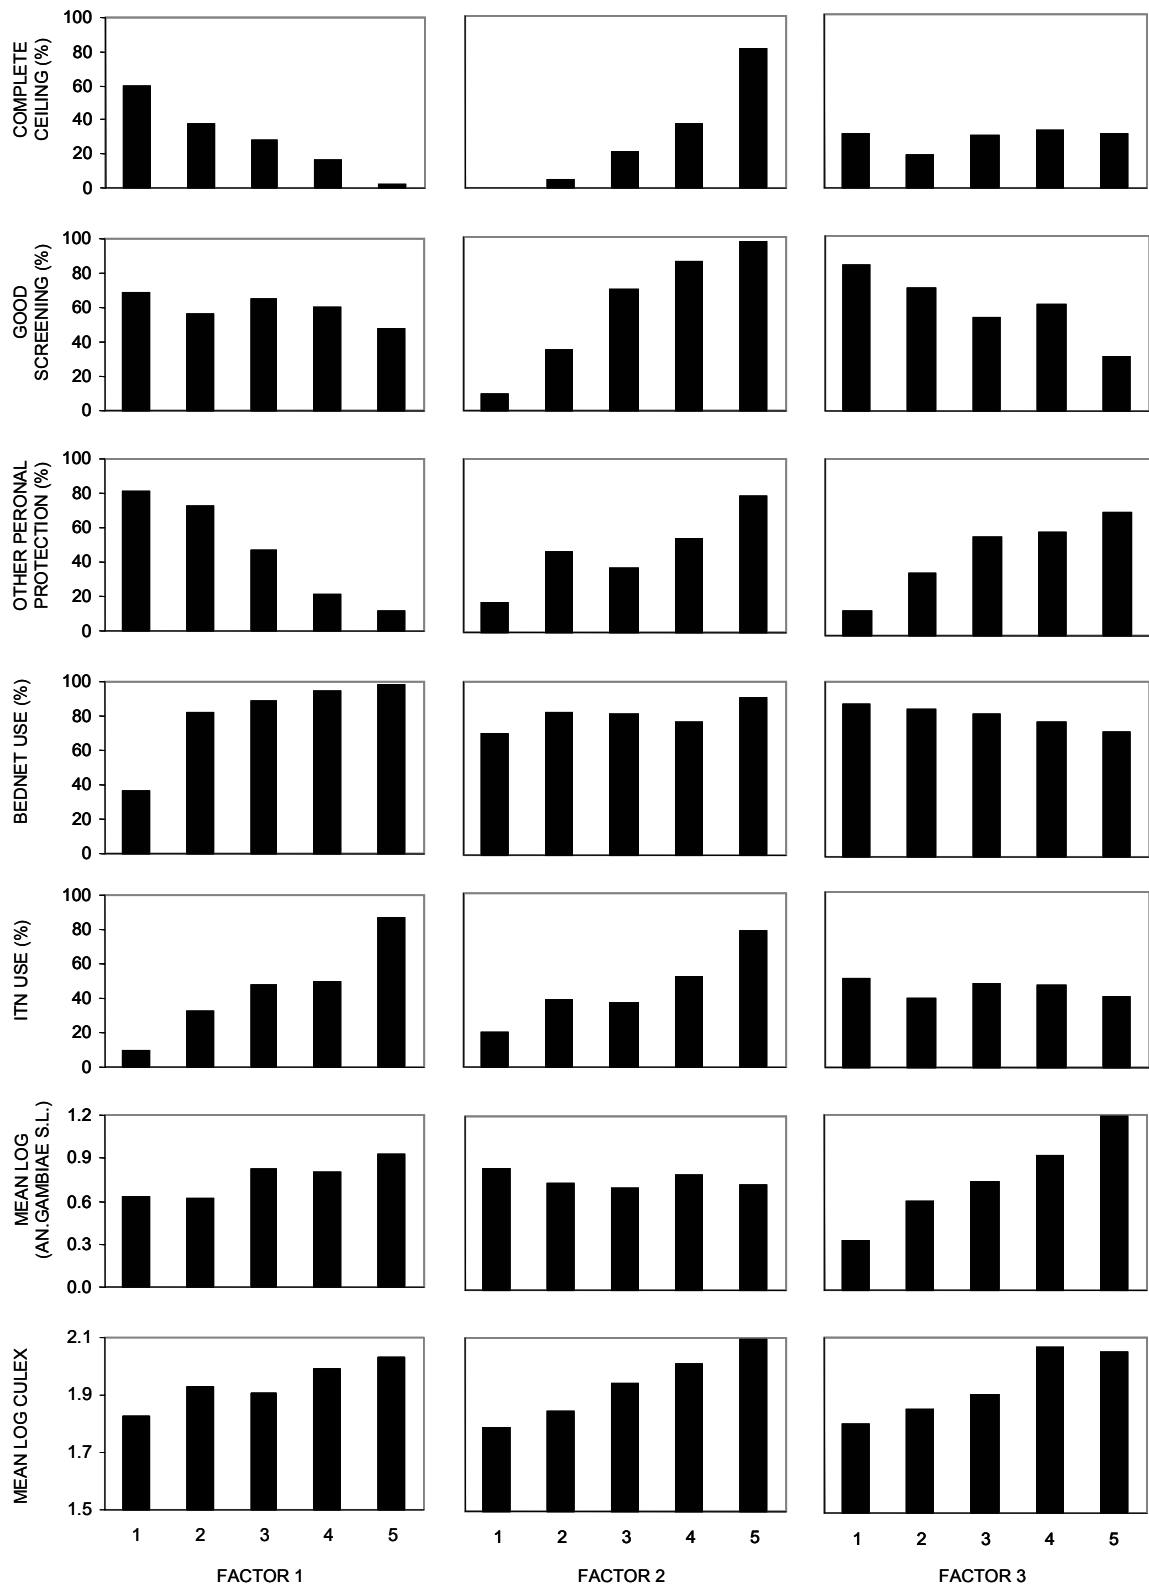 COMPLETE
CEILING (%)
100
80
60
40
20
0
GOOD
SCREENING (%)
100
80
60
40
20
0
OTHER PERONAL
PROTECTION (%)
100
80
60
40
20
0
BEDNET USE (%)
100
80
60
40
20
0
ITN USE (%)
100
80
60
40
20
0
MEAN LOG
(AN.GAMBIAE S.L.)
1.2
0.9
0.6
0.3
0.0
MEAN LOG CULEX
2.1
1.9
1.7
1.5
1 2 3 4 5
1 2 3 4 5
1 2 3 4 5
FACTOR 1
FACTOR 2
FACTOR 3